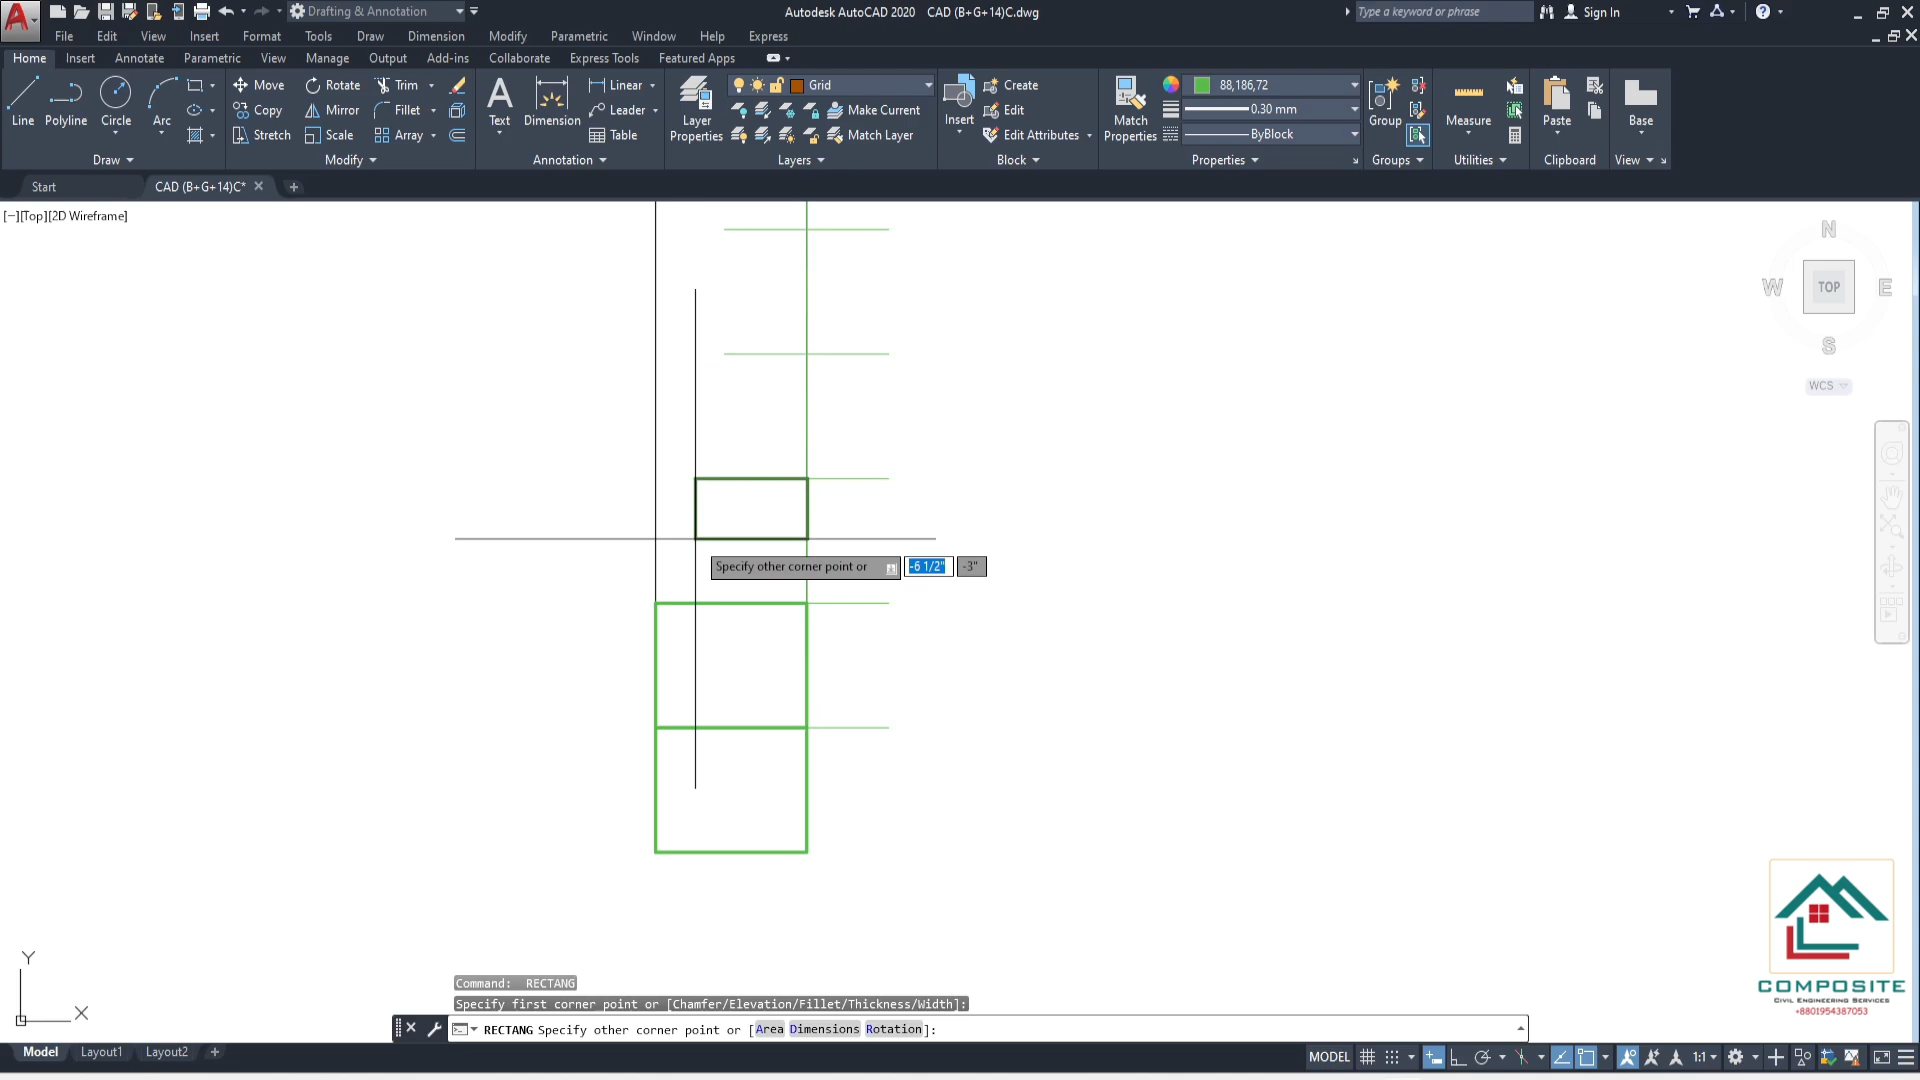 Drafting & Annotation
Autodesk AutoCAD 2020 CAD (B+G+14)C.dwg
Type a keyword or phrase
Sign In
File Edit View Insert Format Tools Draw Dimension Modify Parametric Window Help Express
Home Insert Annotate Parametric View Manage Output Add-ins Collaborate Express Tools Featured Apps
Line Polyline Circle Arc
Draw
Move Rotate Trim
Copy Mirror Fillet
Stretch Scale Array
Modify
Text Dimension
Linear
Leader
Table
Annotation
Layer Properties
Grid
Make Current
Match Layer
Layers
Insert
Create
Edit
Edit Attributes
Block
Match Properties
88,186,72
0.30 mm
ByBlock
Properties
Group
Groups
Measure
Utilities
Paste
Clipboard
Base
View
Start CAD (B+G+14)C*
[−][Top][2D Wireframe]
N
W TOP E
S
WCS
Specify other corner point or -6 1/2" -3"
Y
X
Command: RECTANG
Specify first corner point or [Chamfer/Elevation/Fillet/Thickness/Width]:
RECTANG Specify other corner point or [Area Dimensions Rotation]:
COMPOSITE
CIVIL ENGINEERING SERVICES
+8801954387053
Model Layout1 Layout2
MODEL 1:1